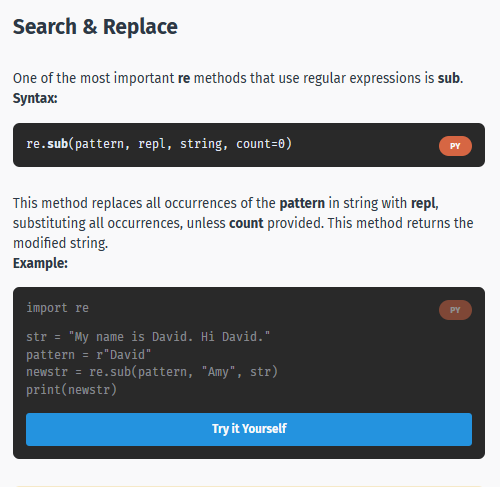 Search & Replace
One of the most important re methods that use regular expressions is sub.
Syntax:
re.sub(pattern, repl, string, count=0)
PY
This method replaces all occurrences of the pattern in string with repl,
substituting all occurrences, unless count provided. This method returns the
modified string.
Example:
import re
PY
str = "My name is David. Hi David."
pattern = r"David"
newstr = re.sub(pattern, "Amy", str)
print(newstr)
Try it Yourself